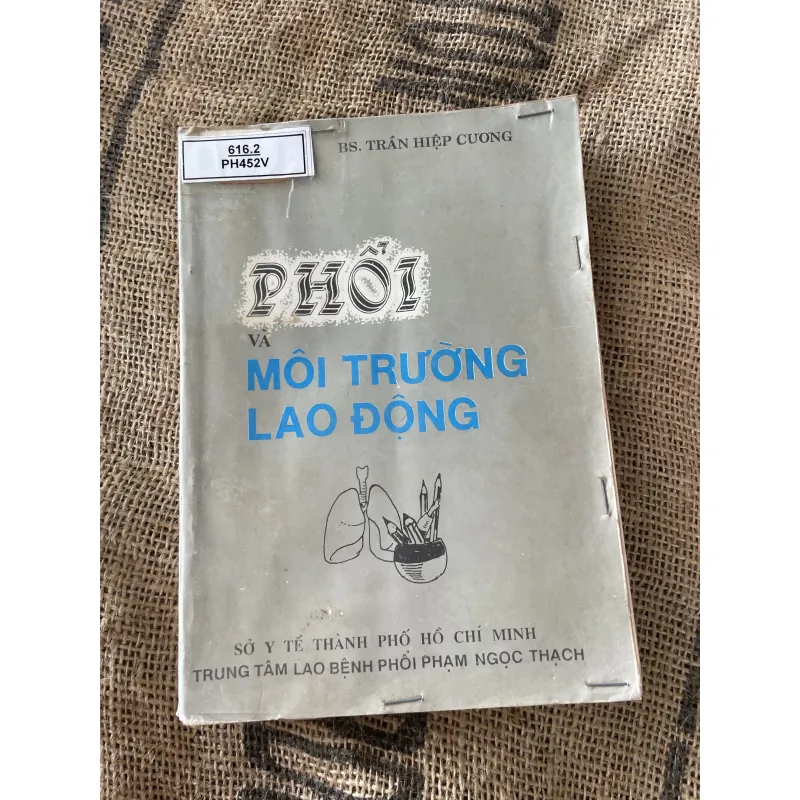 616.2
PH452V
BS. TRẦN HIỆP CƯƠNG
PHỔI
VÀ
MÔI TRƯỜNG
LAO ĐỘNG
SỞ Y TẾ THÀNH PHỐ HỒ CHÍ MINH
TRUNG TÂM LAO BỆNH PHỔI PHẠM NGỌC THẠCH